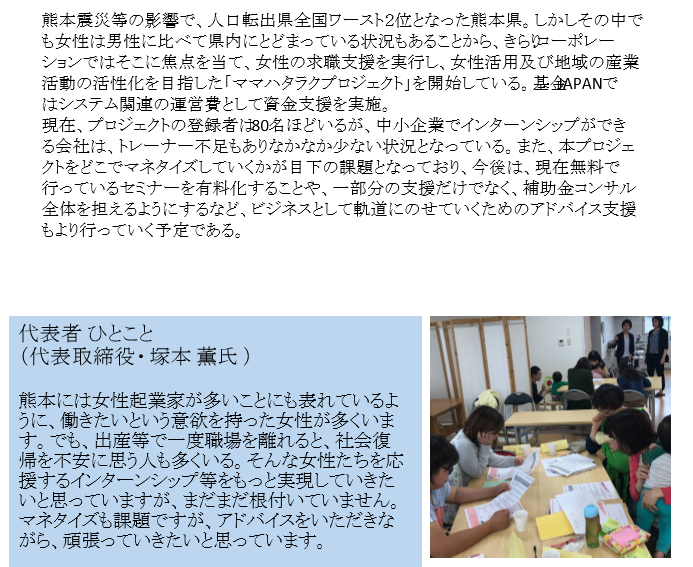 熊本震災等の影響で、人口転出県全国ワースト2位となった熊本県。しかしその中で
も女性は男性に比べて県内にとどまっている状況もあることから、きらりコーポレー
ションではそこに焦点を当て、女性の求職支援を実行し、女性活用及び地域の産業
活動の活性化を目指した「ママハタラクプロジェクト」を開始している。基金JAPANで
はシステム関連の運営費として資金支援を実施。
現在、プロジェクトの登録者は80名ほどいるが、中小企業でインターンシップができ
る会社は、トレーナー不足もありなかなか少ない状況となっている。また、本プロジェ
クトをどこでマネタイズしていくかが目下の課題となっており、今後は、現在無料で
行っているセミナーを有料化することや、一部分の支援だけでなく、補助金コンサル
全体を担えるようにするなど、ビジネスとして軌道にのせていくためのアドバイス支援
もより行っていく予定である。
代表者 ひとこと
（代表取締役・塚本 薫氏 ）
熊本には女性起業家が多いことにも表れているよ
うに、働きたいという意欲を持った女性が多くいま
す。でも、出産等で一度職場を離れると、社会復
帰を不安に思う人も多くいる。そんな女性たちを応
援するインターンシップ等をもっと実現していきた
いと思っていますが、まだまだ根付いていません。
マネタイズも課題ですが、アドバイスをいただきな
がら、頑張っていきたいと思っています。